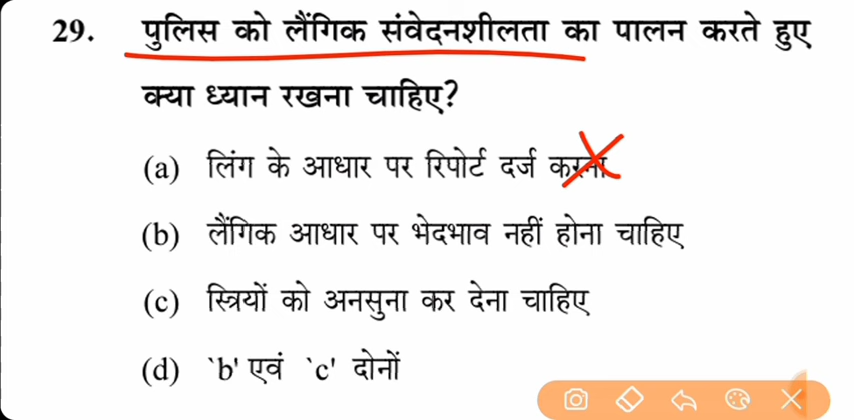 29. पुलिस को लैंगिक संवेदनशीलता का पालन करते हुए
क्या ध्यान रखना चाहिए?
(a) लिंग के आधार पर रिपोर्ट दर्ज करना
(b) लैंगिक आधार पर भेदभाव नहीं होना चाहिए
(c) स्त्रियों को अनसुना कर देना चाहिए
(d) `b' एवं `c' दोनों